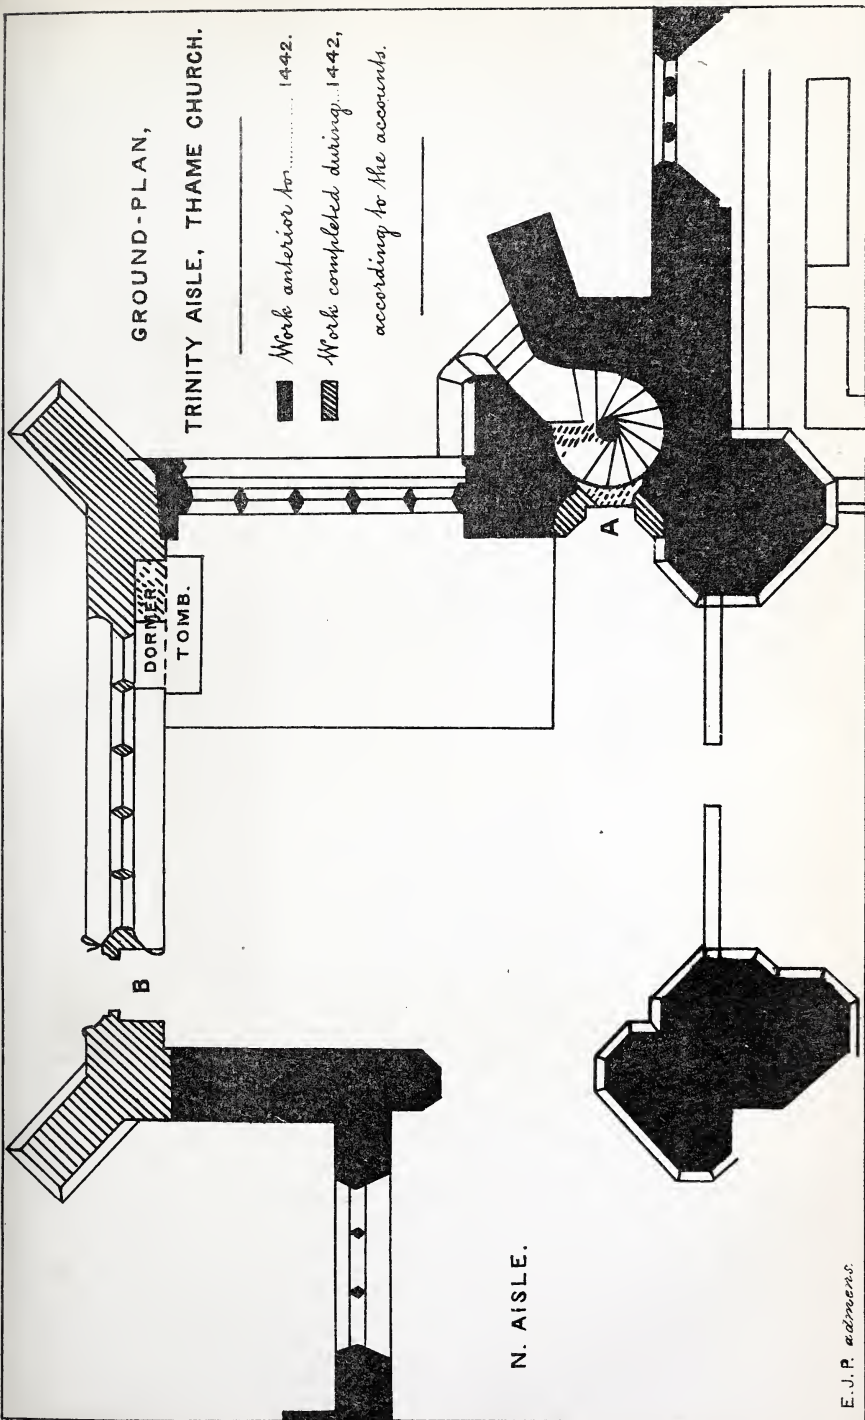 GROUND-PLAN,
TRINITY AISLE, THAME CHURCH.
Work anterior to............ 1442.
Work completed during...1442,
according to the accounts.
DORMER
TOMB.
A
B
N. AISLE.
E.J.P. admens.